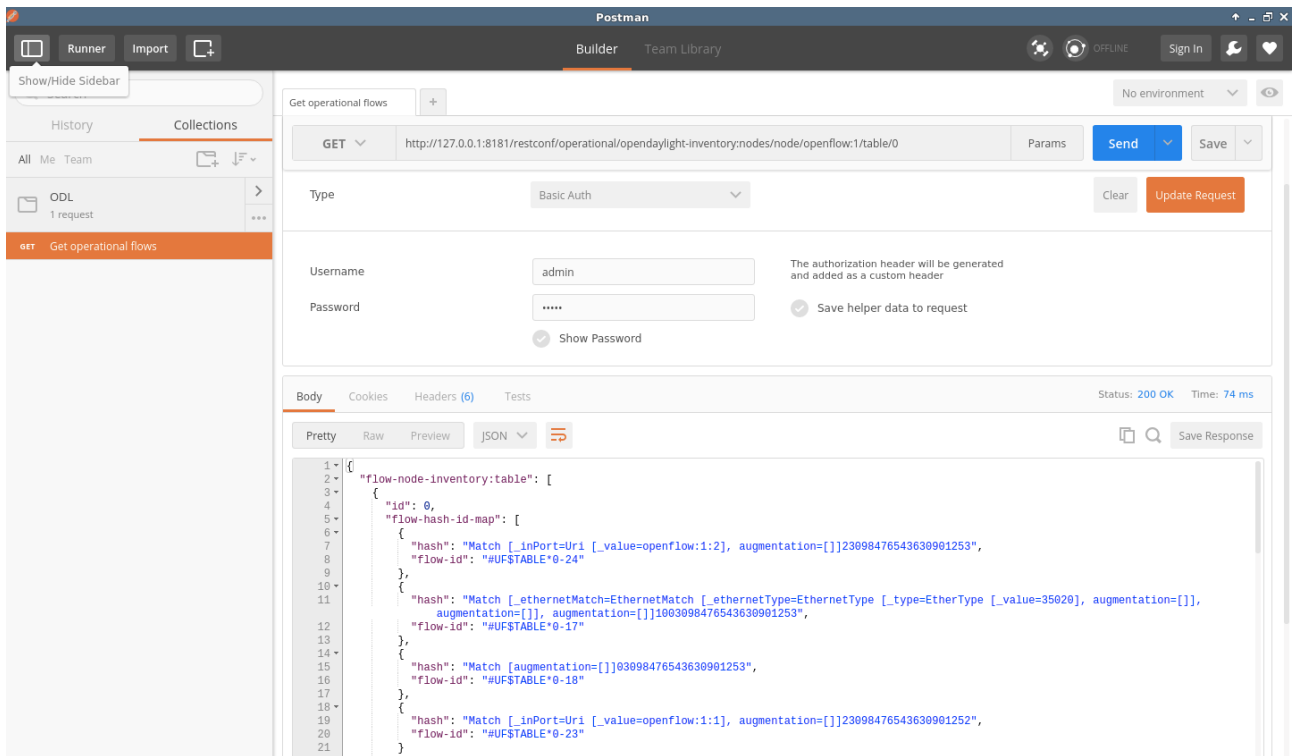 Postman
Runner Import Builder Team Library OFFLINE Sign In
Show/Hide Sidebar
History Collections
All Me Team
ODL
1 request
GET Get operational flows
Get operational flows + No environment
GET http://127.0.0.1:8181/restconf/operational/opendaylight-inventory:nodes/node/openflow:1/table/0 Params Send Save
Type Basic Auth Clear Update Request
Username admin The authorization header will be generated
and added as a custom header
Password ••••• Save helper data to request
Show Password
Body Cookies Headers (6) Tests Status: 200 OK Time: 74 ms
Pretty Raw Preview JSON Save Response
1 {
2 "flow-node-inventory:table": [
3 {
4 "id": 0,
5 "flow-hash-id-map": [
6 {
7 "hash": "Match [_inPort=Uri [_value=openflow:1:2], augmentation=[]]23098476543630901253",
8 "flow-id": "#UF$TABLE*0-24"
9 },
10 {
11 "hash": "Match [_ethernetMatch=EthernetMatch [_ethernetType=EthernetType [_type=EtherType [_value=35020], augmentation=[]],
augmentation=[]], augmentation=[]]1003098476543630901253",
12 "flow-id": "#UF$TABLE*0-17"
13 },
14 {
15 "hash": "Match [augmentation=[]]03098476543630901253",
16 "flow-id": "#UF$TABLE*0-18"
17 },
18 {
19 "hash": "Match [_inPort=Uri [_value=openflow:1:1], augmentation=[]]23098476543630901252",
20 "flow-id": "#UF$TABLE*0-23"
21 }